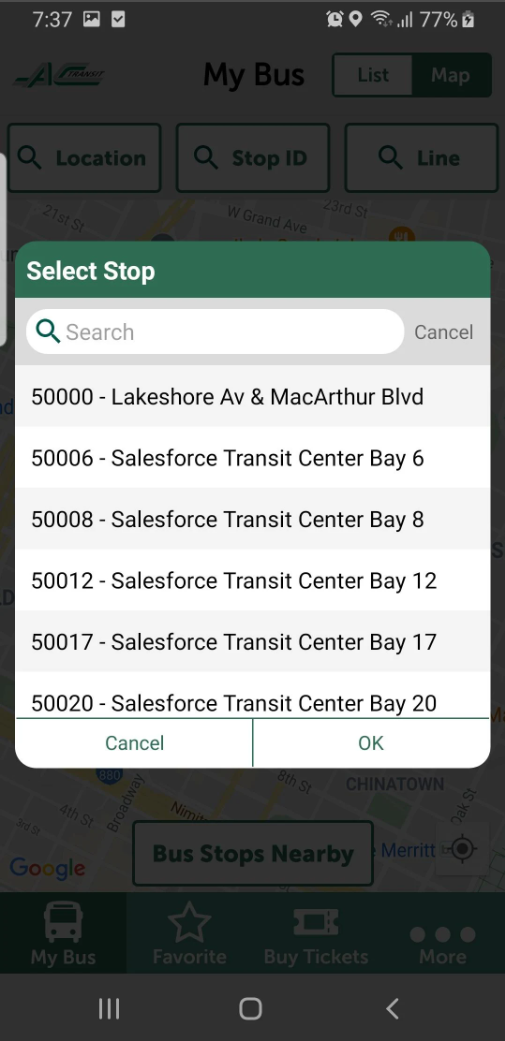 7:37 77%
AC TRANSIT My Bus List Map
Location Stop ID Line
21st St W Grand Ave 23rd St
Select Stop
Search Cancel
50000 - Lakeshore Av & MacArthur Blvd
50006 - Salesforce Transit Center Bay 6
50008 - Salesforce Transit Center Bay 8
50012 - Salesforce Transit Center Bay 12
50017 - Salesforce Transit Center Bay 17
50020 - Salesforce Transit Center Bay 20
Cancel OK
880 8th St CHINATOWN
3rd St 4th St Broadway Nimitz Oak St
Google Bus Stops Nearby Merritt
My Bus Favorite Buy Tickets More